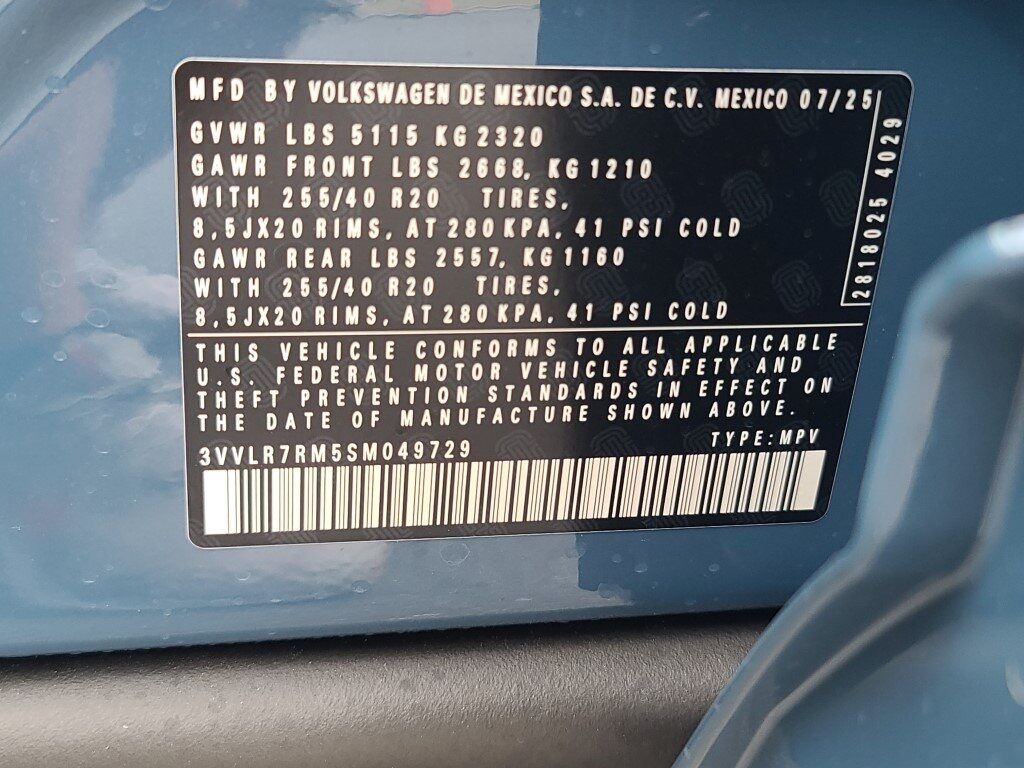 MFD BY VOLKSWAGEN DE MEXICO S.A. DE C.V. MEXICO 07/25
GVWR LBS 5115 KG 2320
GAWR FRONT LBS 2668, KG 1210
WITH 255/40 R20 TIRES,
8,5JX20 RIMS, AT 280 KPA, 41 PSI COLD
GAWR REAR LBS 2557, KG 1160
WITH 255/40 R20 TIRES,
8,5JX20 RIMS, AT 280 KPA, 41 PSI COLD
2818025 4029
THIS VEHICLE CONFORMS TO ALL APPLICABLE
U.S. FEDERAL MOTOR VEHICLE SAFETY AND
THEFT PREVENTION STANDARDS IN EFFECT ON
THE DATE OF MANUFACTURE SHOWN ABOVE.
3VVLR7RM5SM049729 TYPE: MPV